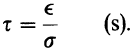 τ = ϵ/σ (s).